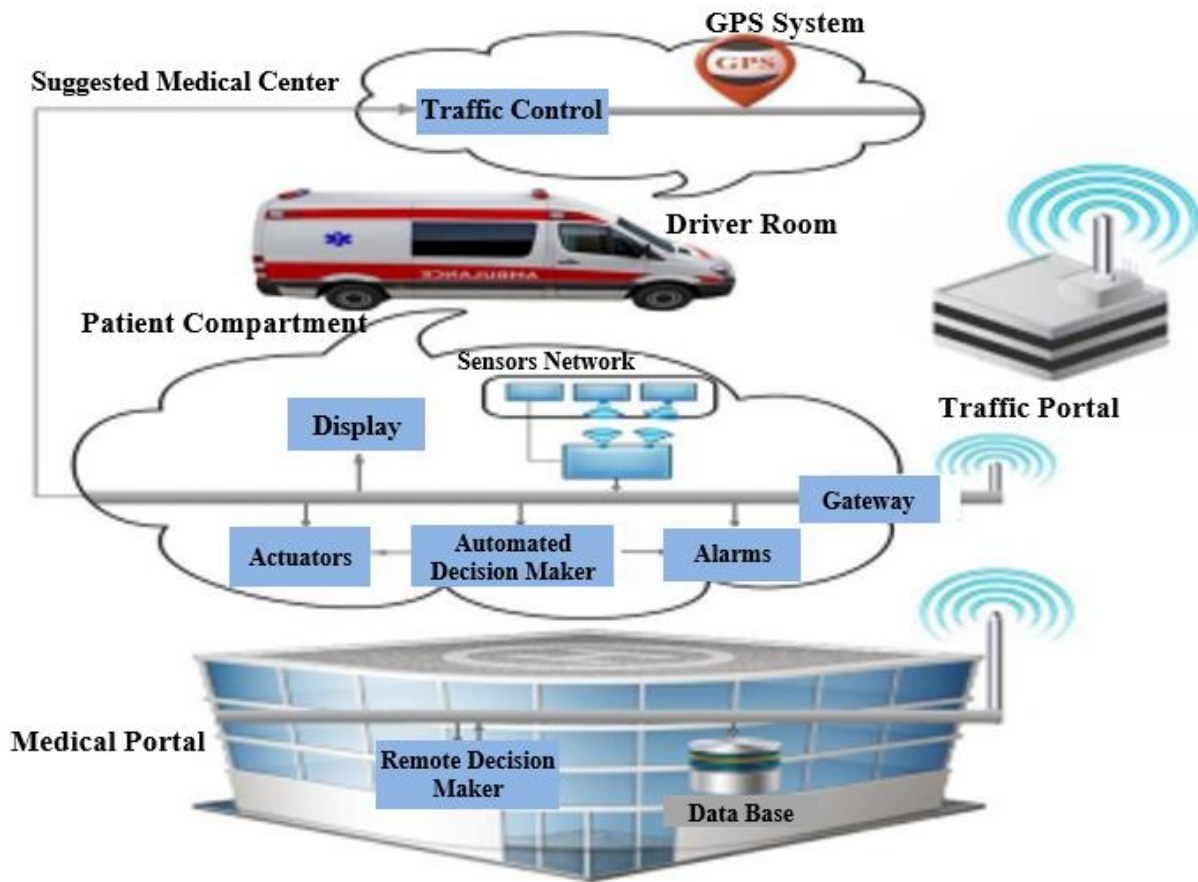 GPS System
GPS
Suggested Medical Center
Traffic Control
Driver Room
AMBULANCE
Patient Compartment
Sensors Network
Display
Traffic Portal
Gateway
Actuators
Automated
Decision Maker
Alarms
Medical Portal
Remote Decision
Maker
Data Base